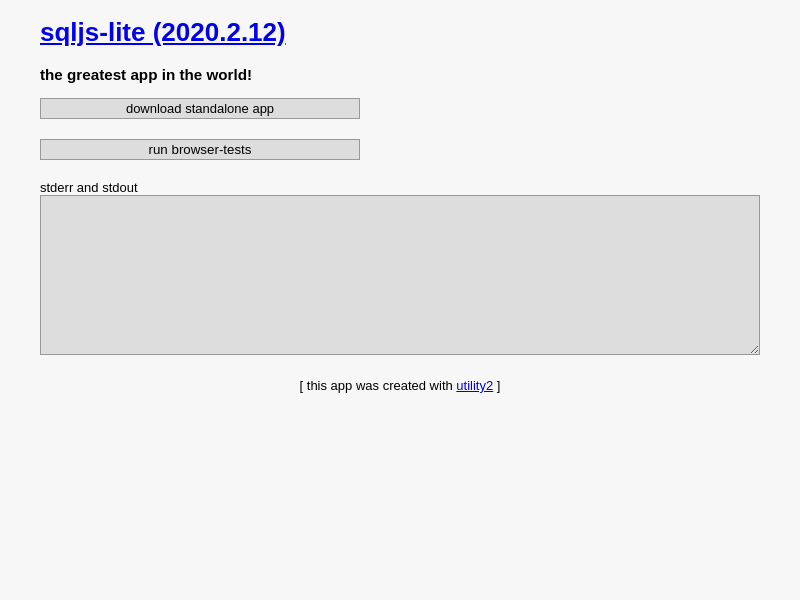 sqljs-lite (2020.2.12)
the greatest app in the world!
download standalone app
run browser-tests
stderr and stdout
[ this app was created with utility2 ]